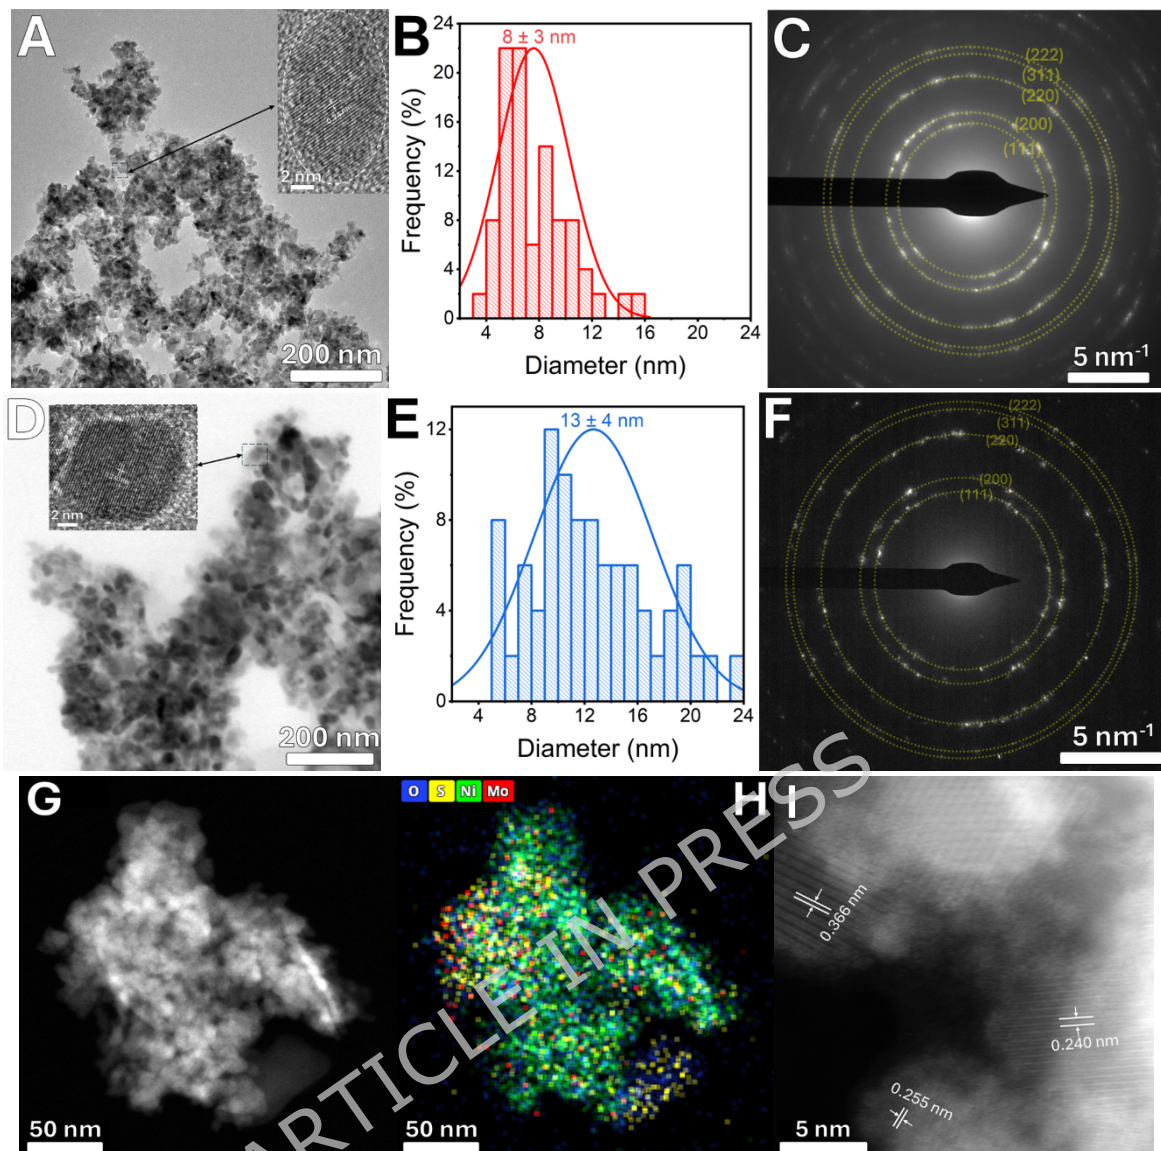 A
2 nm
200 nm
B
8 ± 3 nm
Frequency (%)
24
20
16
12
8
4
0
4 8 12 16 20 24
Diameter (nm)
C
(222)
(311)
(220)
(200)
(111)
5 nm-1
D
2 nm
200 nm
E
13 ± 4 nm
Frequency (%)
12
8
4
0
4 8 12 16 20 24
Diameter (nm)
F
(222)
(311)
(220)
(200)
(111)
5 nm-1
G
50 nm
O S Ni Mo
H
50 nm
I
0.366 nm
0.240 nm
0.255 nm
5 nm
ARTICLE IN PRESS